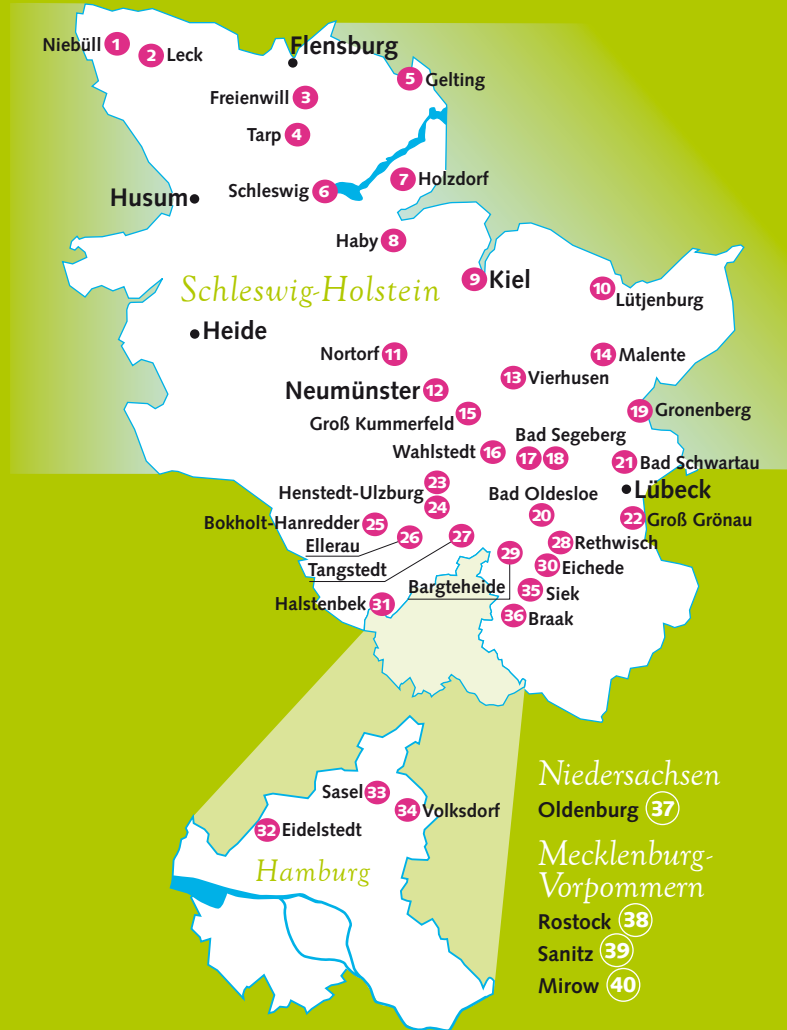 Niebüll 1
2 Leck
Flensburg
5 Gelting
Freienwill 3
Tarp 4
Schleswig 6
7 Holzdorf
Husum
Haby 8
9 Kiel
10
Lütjenburg
Schleswig-Holstein
Heide
Nortorf 11
14 Malente
Neumünster 12
13 Vierhusen
15
Groß Kummerfeld
19 Gronenberg
Bad Segeberg
Wahlstedt 16
17 18
21 Bad Schwartau
23
Henstedt-Ulzburg
24
Bad Oldesloe
20
Lübeck
22 Groß Grönau
Bokholt-Hanredder 25
26
Ellerau
27
28 Rethwisch
29
Tangstedt
30 Eichede
Bargteheide
35 Siek
Halstenbek 31
36 Braak
Sasel 33
34 Volksdorf
32 Eidelstedt
Hamburg
Niedersachsen
Oldenburg 37
Mecklenburg-
Vorpommern
Rostock 38
Sanitz 39
Mirow 40